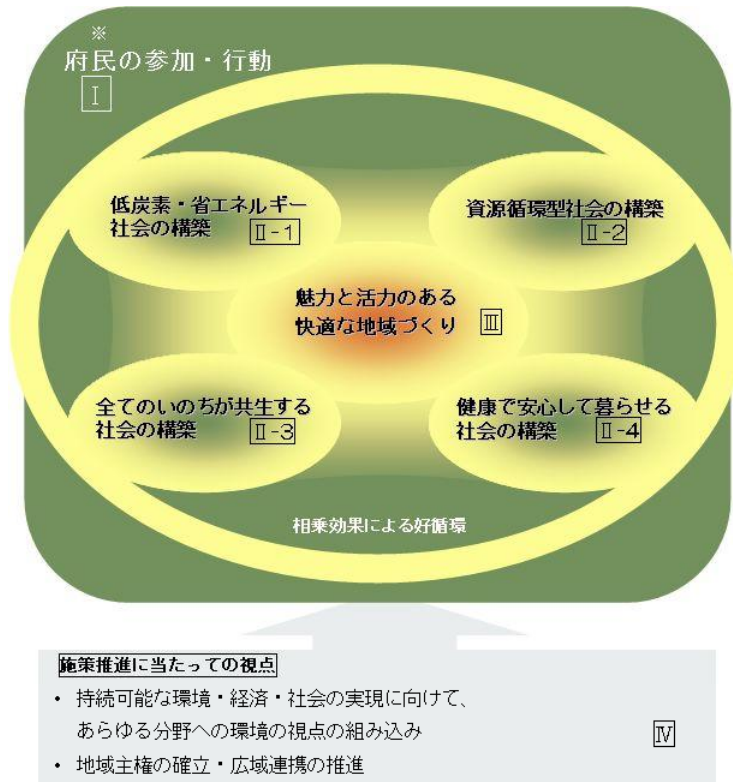 ※
府民の参加・行動
Ⅰ
低炭素・省エネルギー
社会の構築 Ⅱ-1
資源循環型社会の構築
Ⅱ-2
魅力と活力のある
快適な地域づくり Ⅲ
全てのいのちが共生する
社会の構築 Ⅱ-3
健康で安心して暮らせる
社会の構築 Ⅱ-4
相乗効果による好循環
施策推進に当たっての視点
・ 持続可能な環境・経済・社会の実現に向けて、
あらゆる分野への環境の視点の組み込み
Ⅳ
・ 地域主権の確立・広域連携の推進